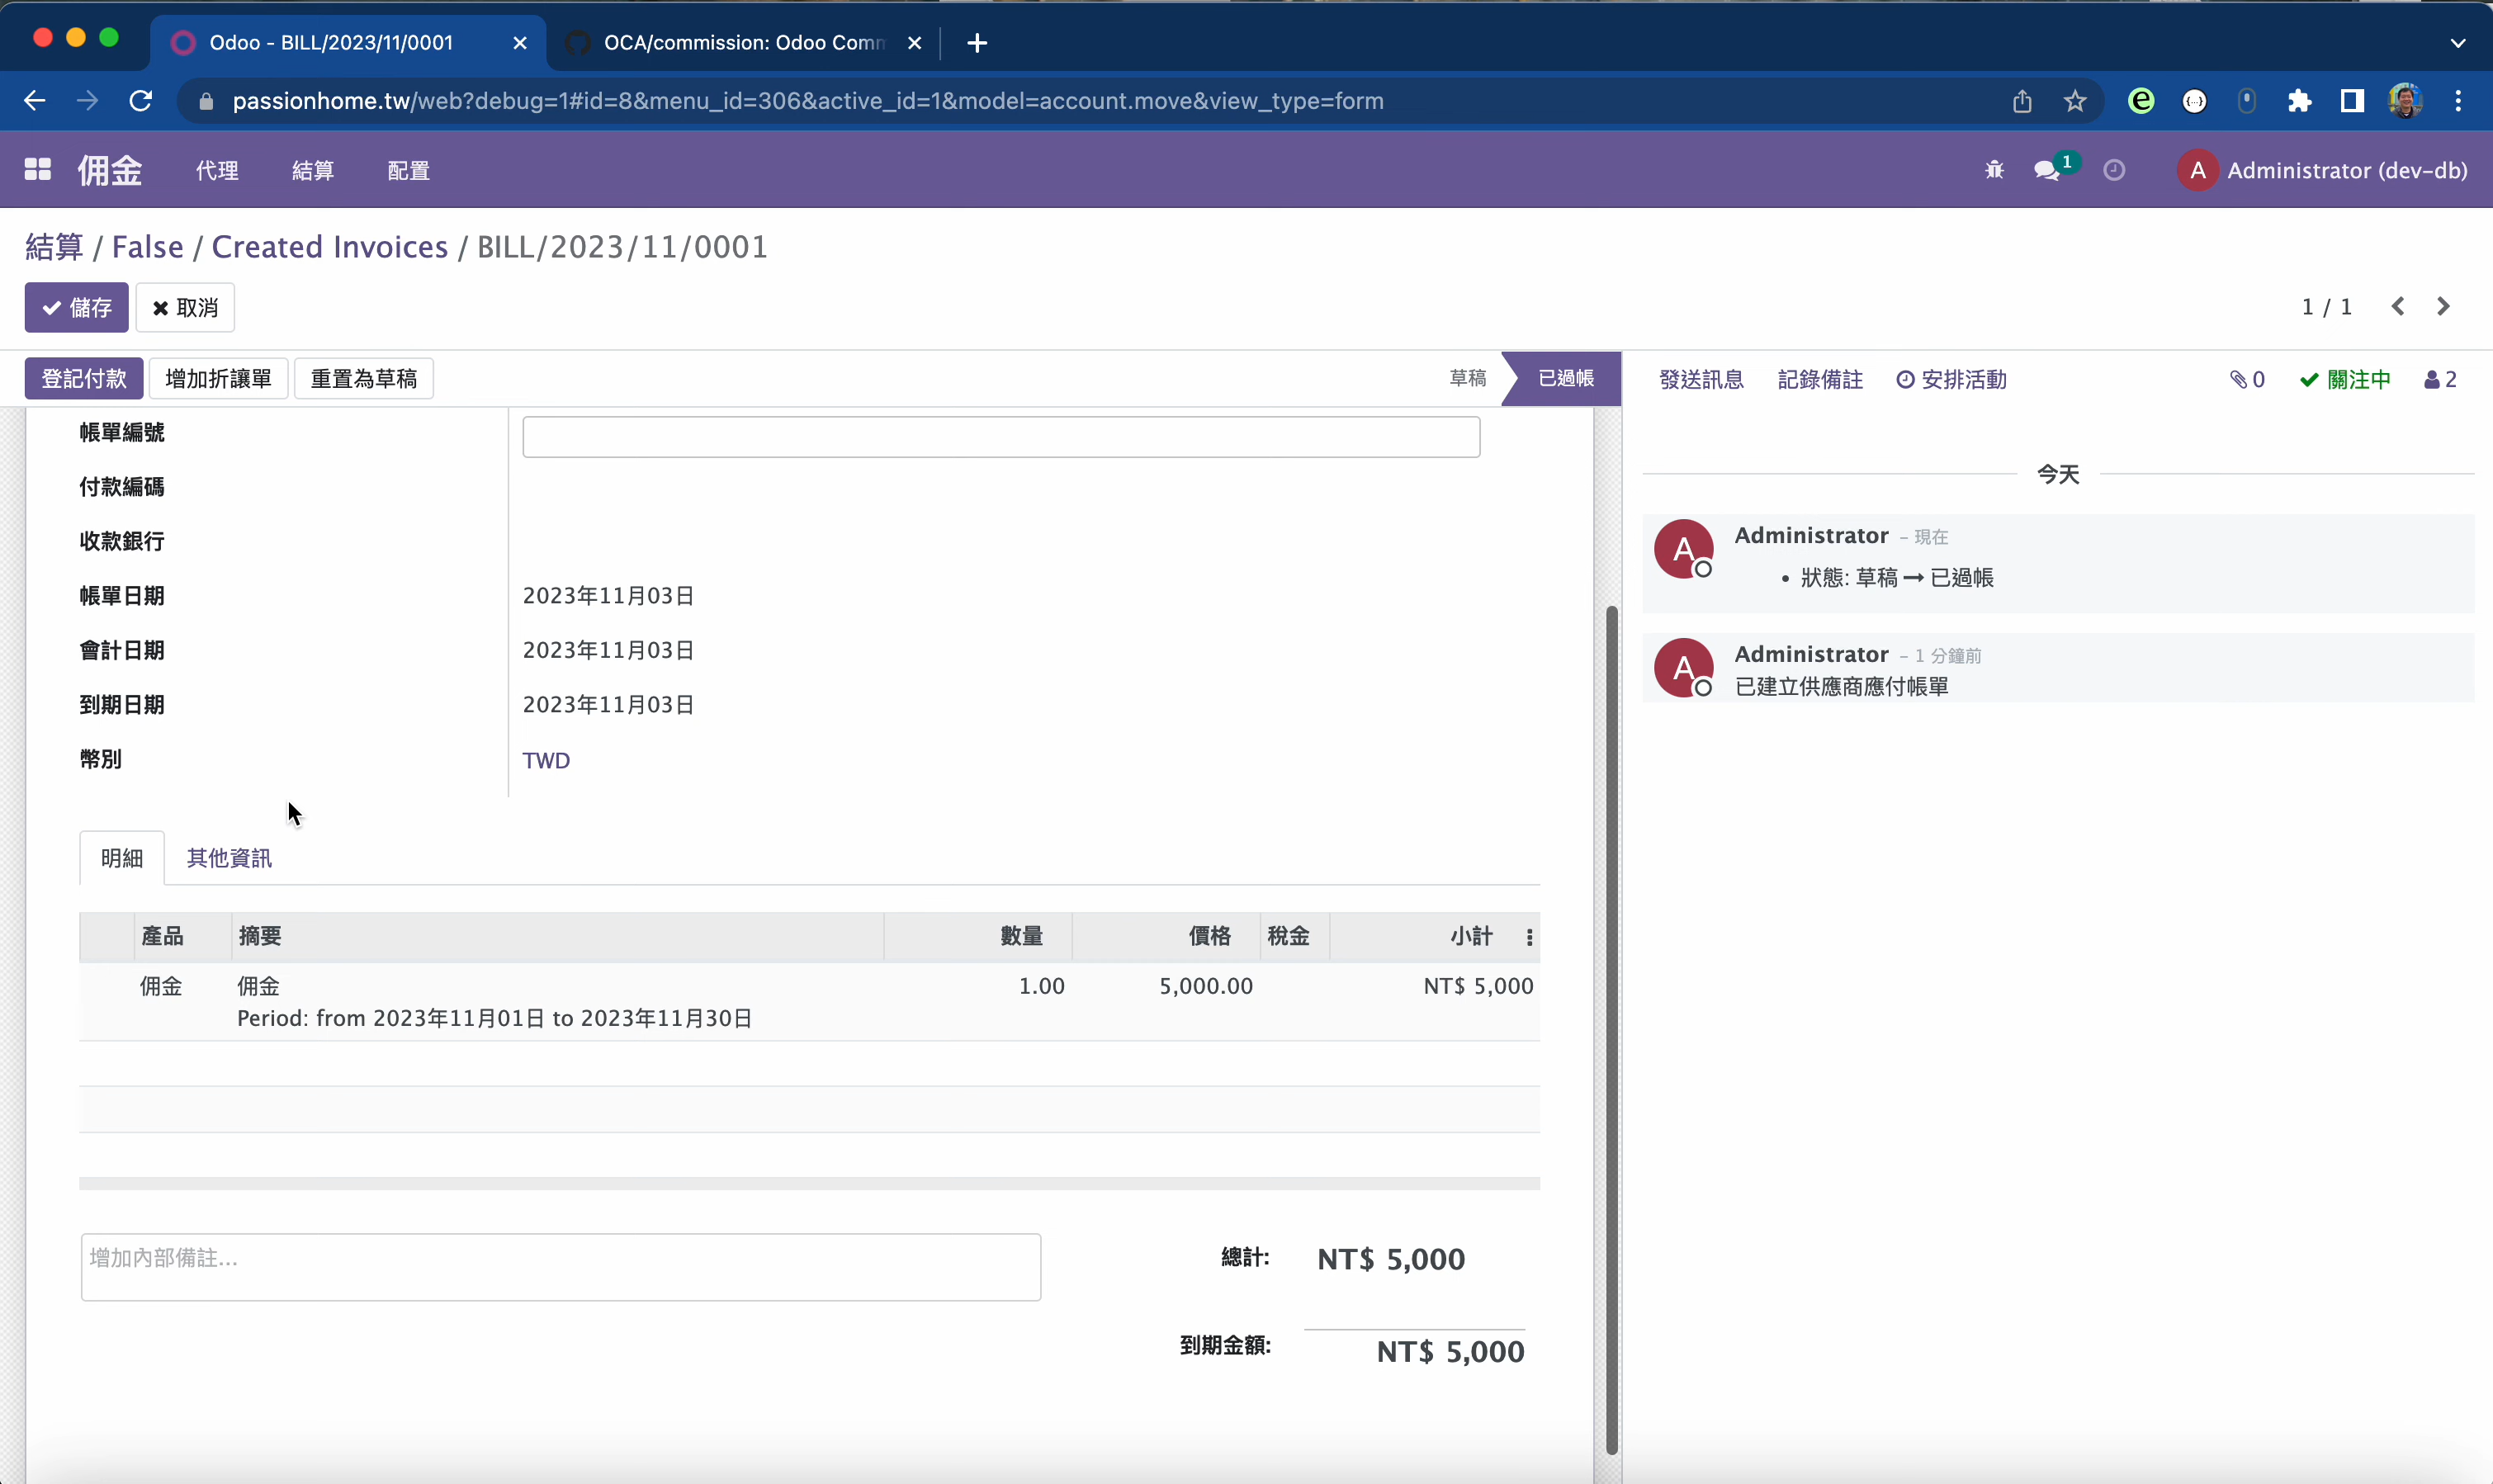 Odoo - BILL/2023/11/0001
OCA/commission: Odoo Comm
passionhome.tw/web?debug=1#id=8&menu_id=306&active_id=1&model=account.move&view_type=form
佣金 代理 結算 配置
1
A Administrator (dev-db)
結算 / False / Created Invoices / BILL/2023/11/0001
儲存 取消
1 / 1
登記付款 增加折讓單 重置為草稿
草稿 已過帳
發送訊息 記錄備註 安排活動
0 關注中 2
帳單編號
付款編碼
收款銀行
帳單日期 2023年11月03日
會計日期 2023年11月03日
到期日期 2023年11月03日
幣別 TWD
今天
A Administrator – 現在
• 狀態: 草稿 → 已過帳
A Administrator – 1 分鐘前
已建立供應商應付帳單
明細 其他資訊
產品 摘要 數量 價格 稅金 小計
佣金 佣金 1.00 5,000.00 NT$ 5,000
Period: from 2023年11月01日 to 2023年11月30日
增加內部備註...
總計: NT$ 5,000
到期金額: NT$ 5,000